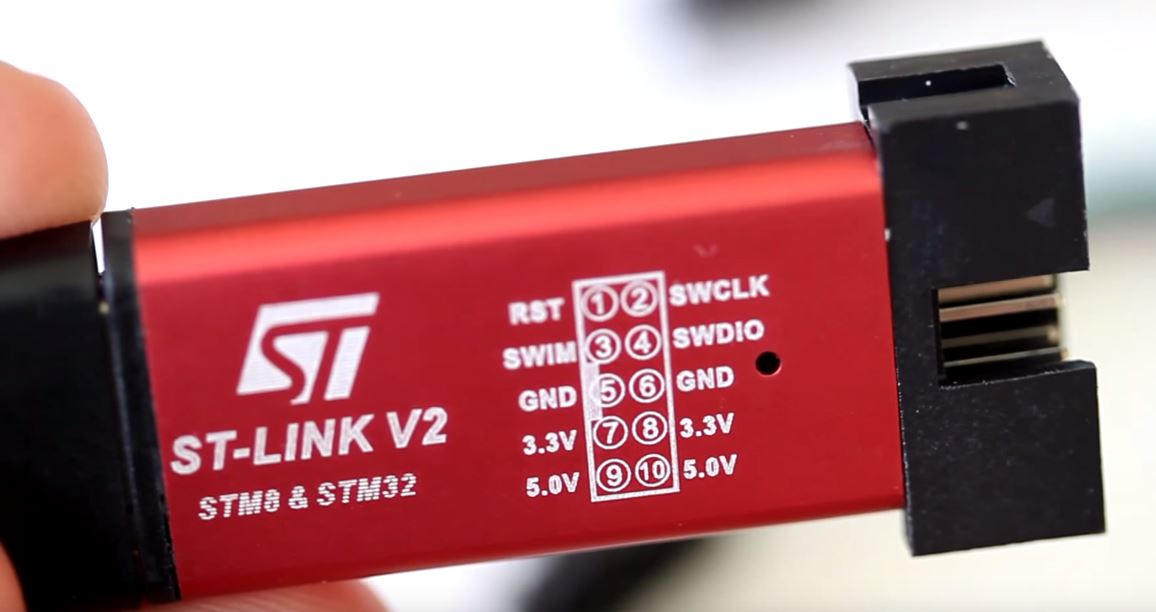 ST
ST-LINK V2
STM8 & STM32
RST 1 2 SWCLK
SWIM 3 4 SWDIO
GND 5 6 GND
3.3V 7 8 3.3V
5.0V 9 10 5.0V